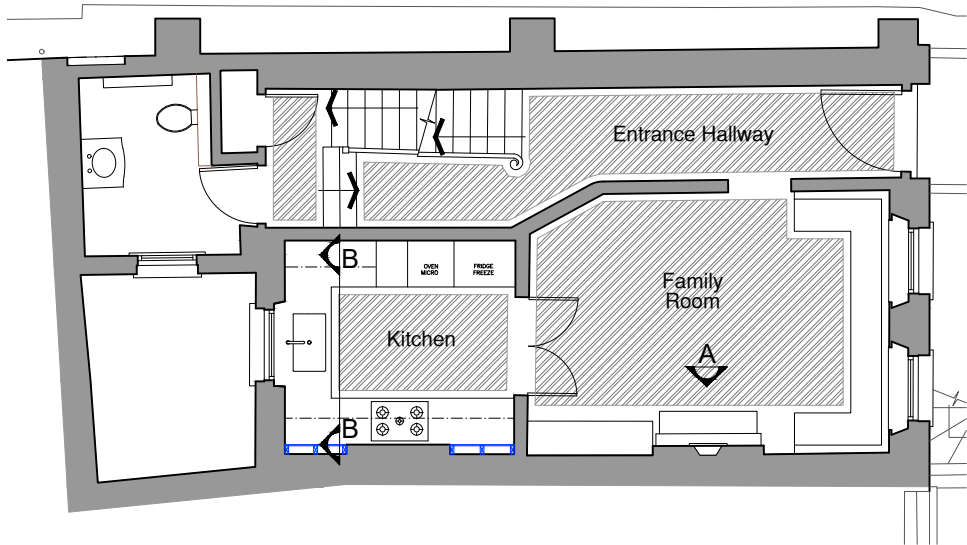 Entrance Hallway
B
OVEN
MICRO
FRIDGE
FREEZE
Family
Room
Kitchen
A
B